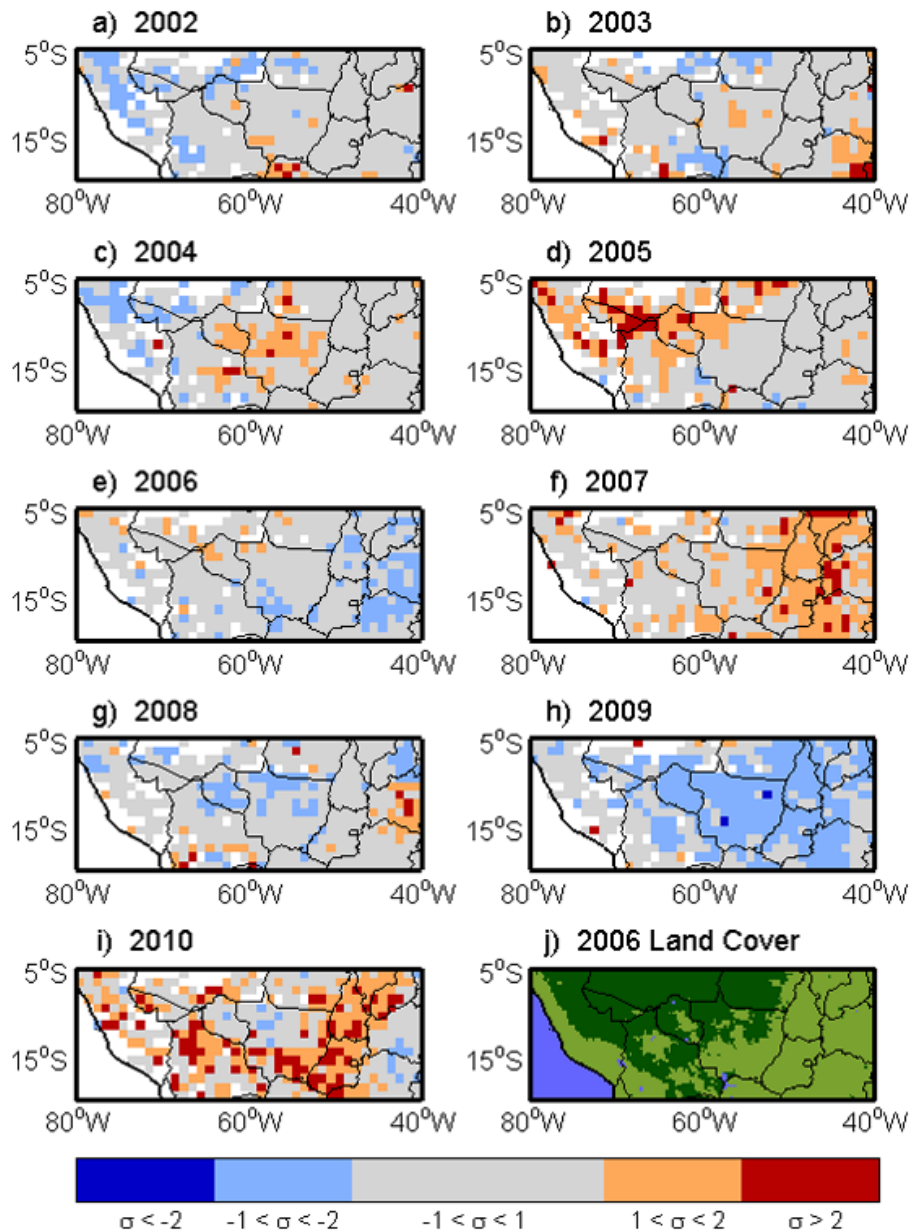 a) 2002 b) 2003
5°S 5°S
15°S 15°S
80°W 60°W 40°W 80°W 60°W 40°W
c) 2004 d) 2005
5°S 5°S
15°S 15°S
80°W 60°W 40°W 80°W 60°W 40°W
e) 2006 f) 2007
5°S 5°S
15°S 15°S
80°W 60°W 40°W 80°W 60°W 40°W
g) 2008 h) 2009
5°S 5°S
15°S 15°S
80°W 60°W 40°W 80°W 60°W 40°W
i) 2010 j) 2006 Land Cover
5°S 5°S
15°S 15°S
80°W 60°W 40°W 80°W 60°W 40°W
σ < -2 -1 < σ < -2 -1 < σ < 1 1 < σ < 2 σ > 2